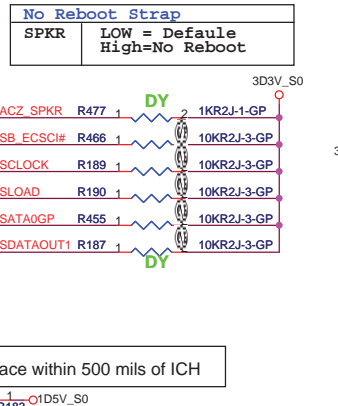 No Reboot Strap
SPKR LOW = Defaule
High=No Reboot
3D3V_S0
DY
ACZ_SPKR R477 1 2 1KR2J-1-GP
SB_ECSCI# R466 1 10KR2J-3-GP
SCLOCK R189 1 10KR2J-3-GP
SLOAD R190 1 10KR2J-3-GP
SATA0GP R455 1 10KR2J-3-GP
SDATAOUT1 R187 1 10KR2J-3-GP
DY
ace within 500 mils of ICH
1 1D5V_S0